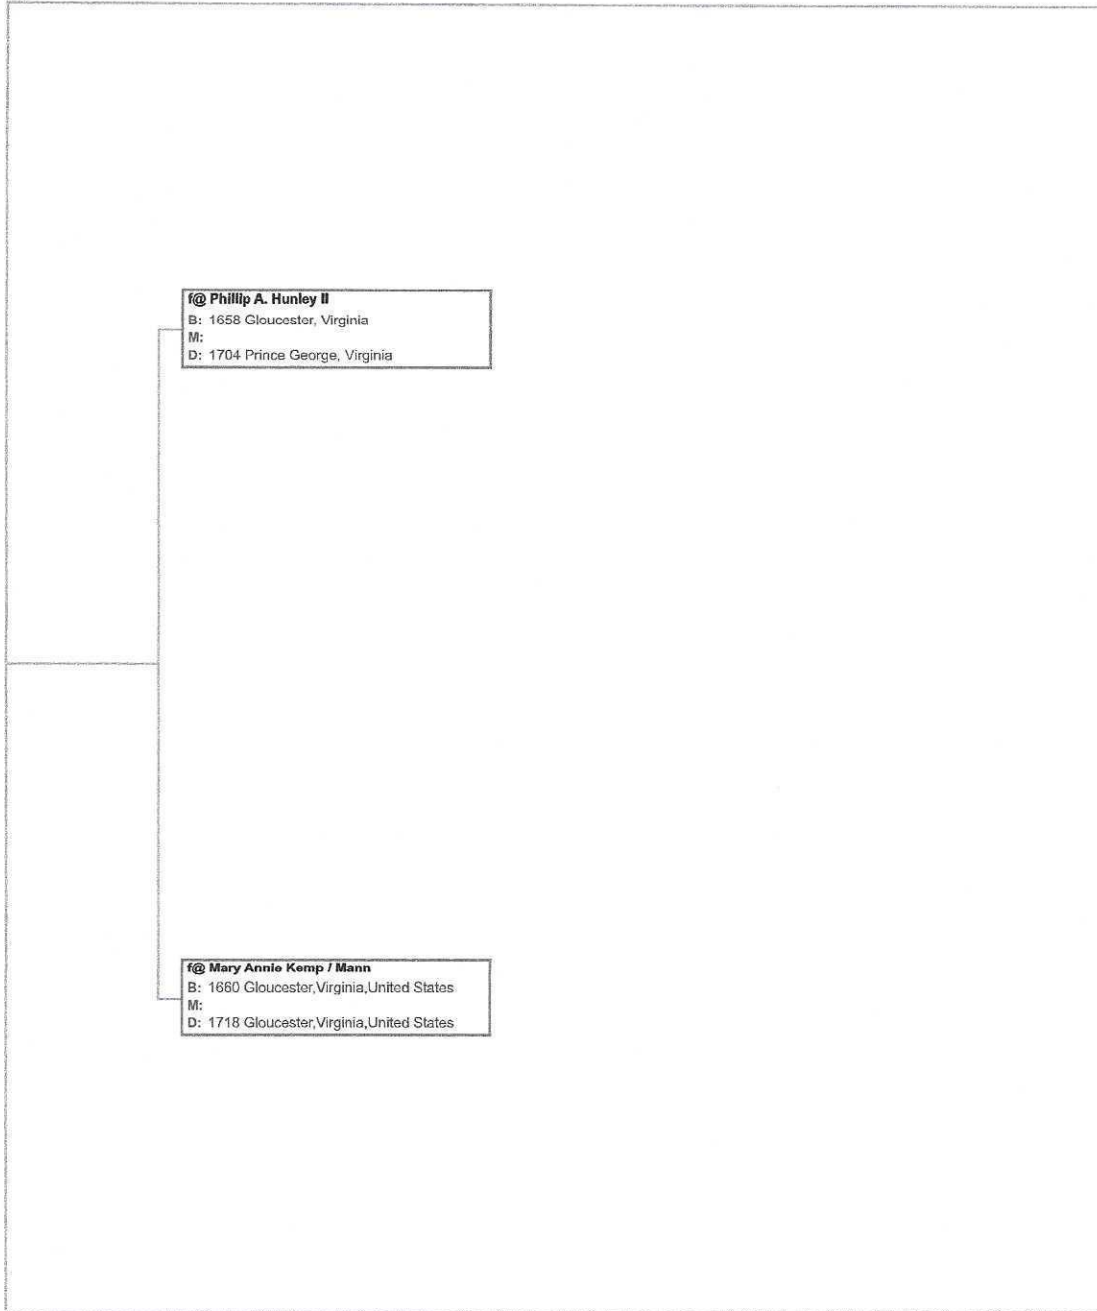 f@ Phillip A. Hunley II
B: 1658 Gloucester, Virginia
M:
D: 1704 Prince George, Virginia
f@ Mary Annie Kemp / Mann
B: 1660 Gloucester,Virginia,United States
M:
D: 1718 Gloucester,Virginia,United States